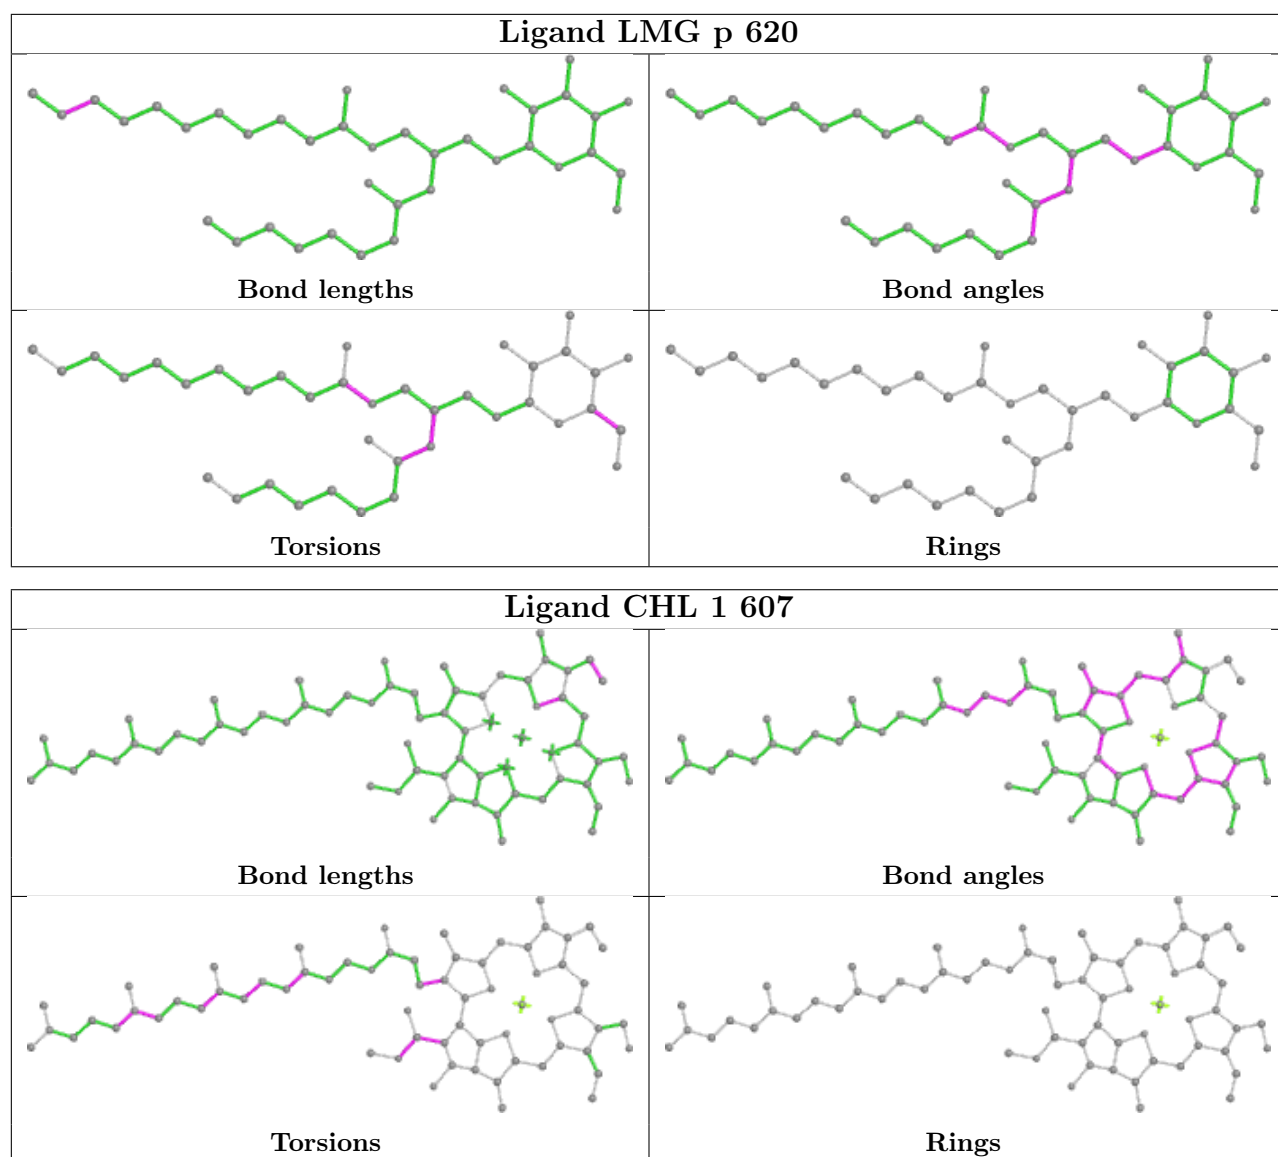 Ligand LMG p 620
Bond lengths
Bond angles
Torsions
Rings
Ligand CHL 1 607
Bond lengths
Bond angles
Torsions
Rings